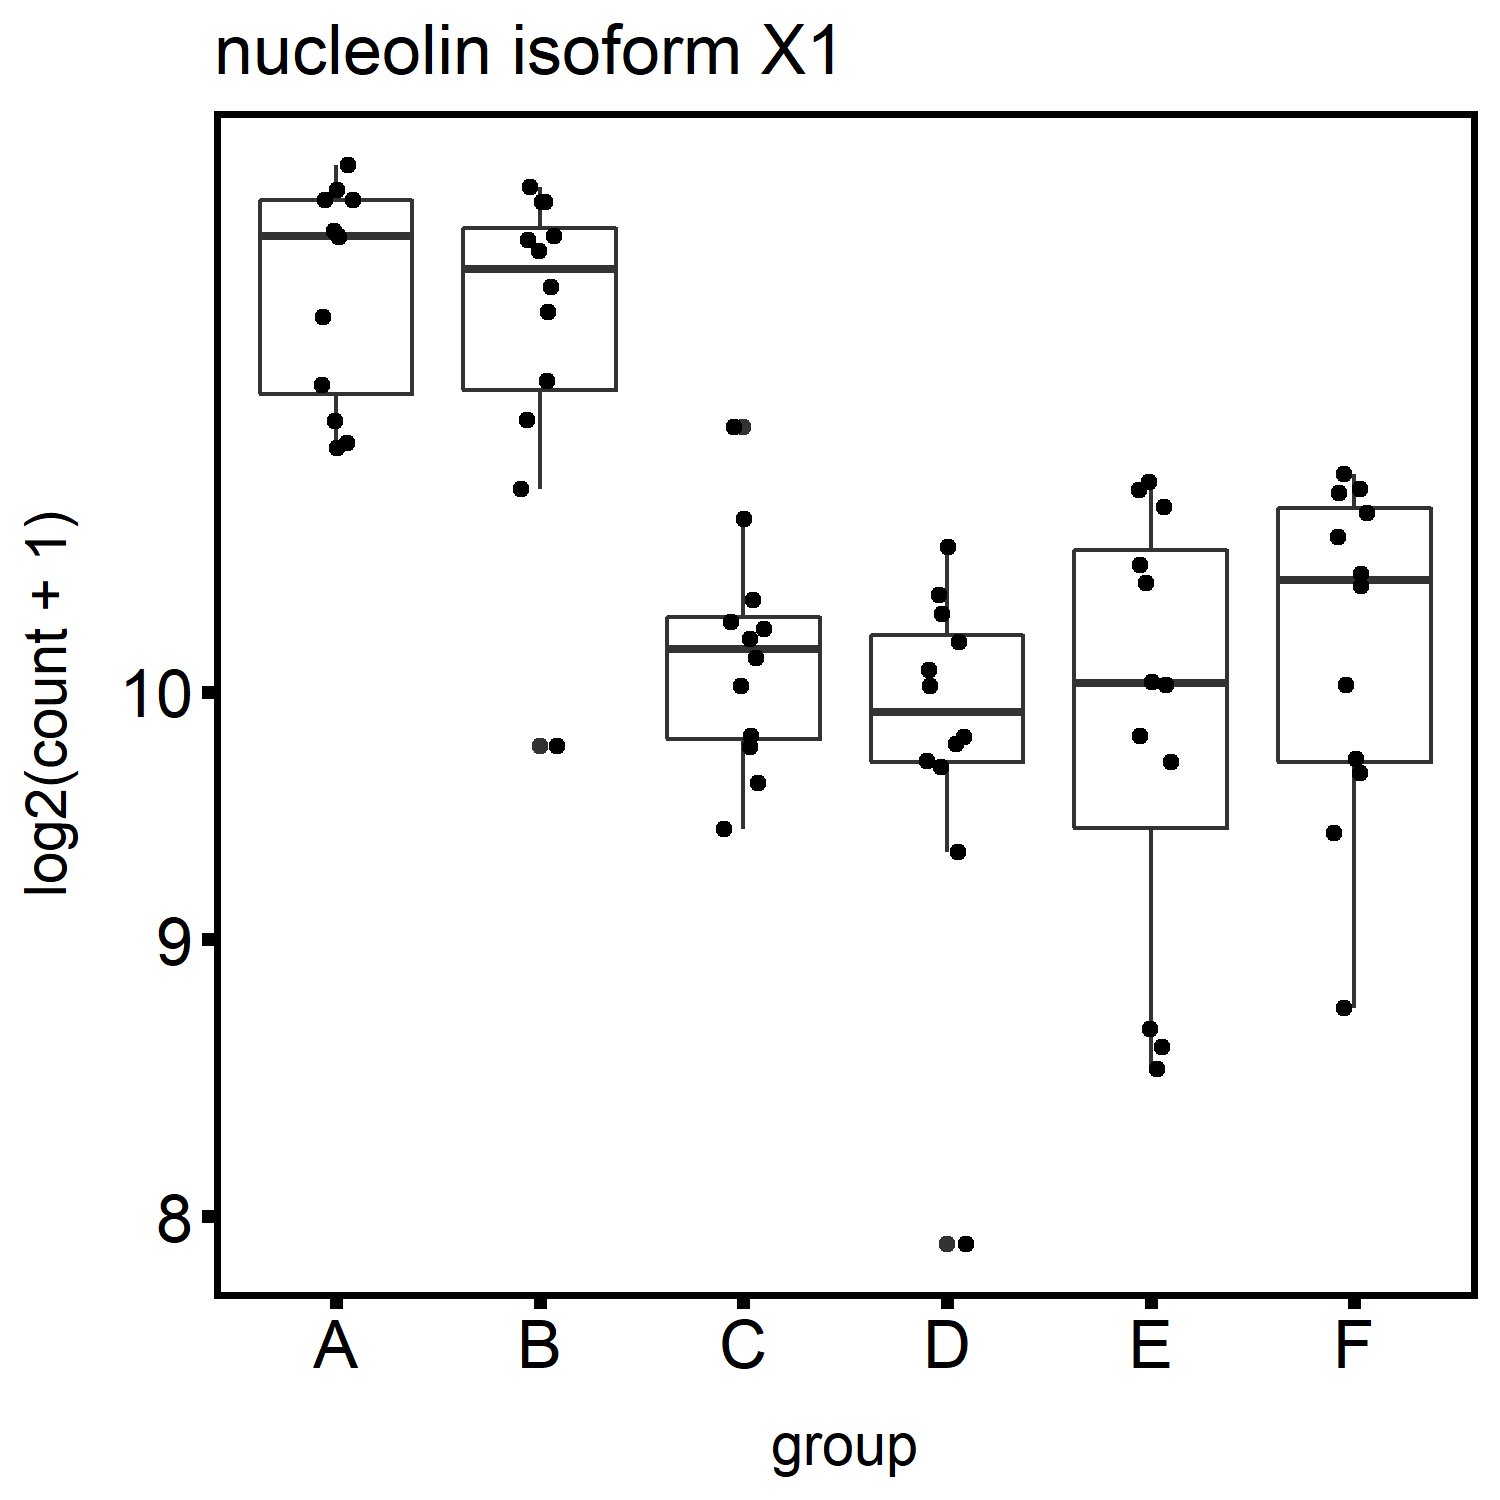 nucleolin isoform X1
log2(count + 1)
10
9
8
A B C D E F
group